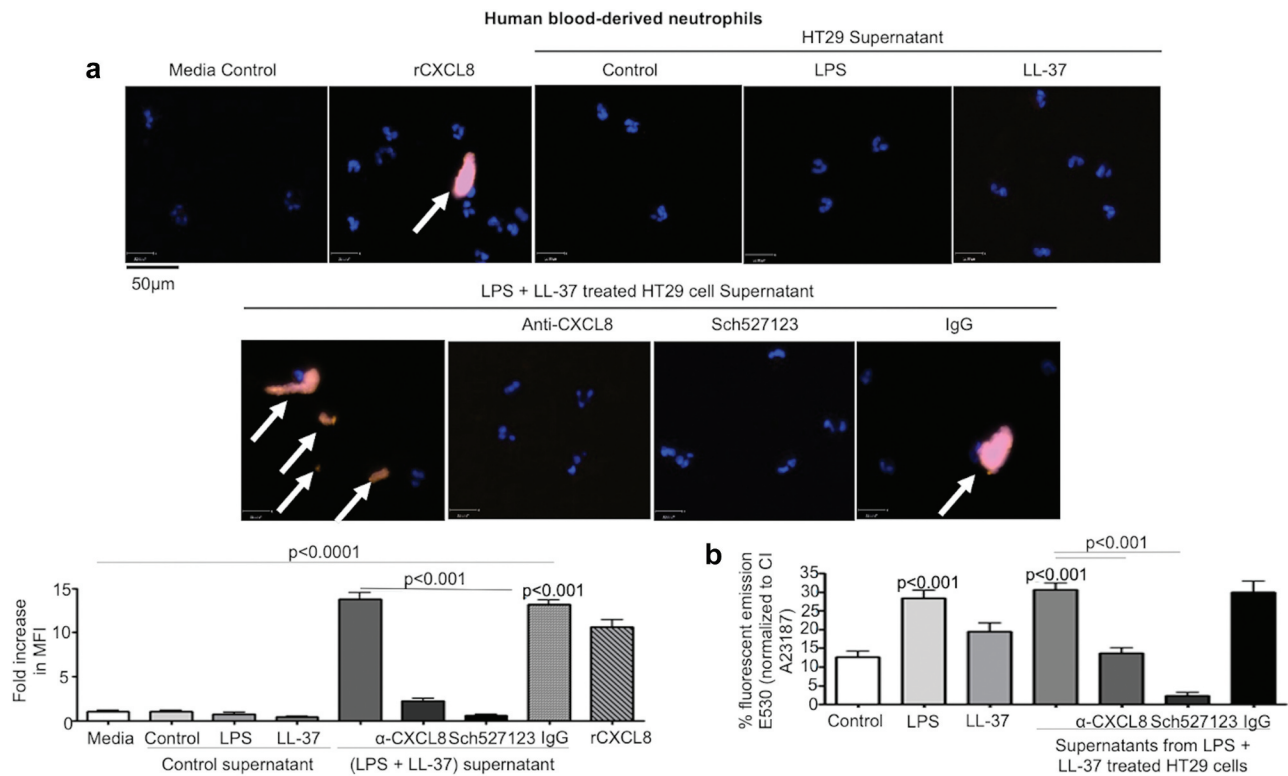 Human blood-derived neutrophils
HT29 Supernatant
a
Media Control rCXCL8 Control LPS LL-37
50µm
LPS + LL-37 treated HT29 cell Supernatant
Anti-CXCL8 Sch527123 IgG
p<0.0001
p<0.001
p<0.001
Fold increase
in MFI
15
10
5
0
Media Control LPS LL-37 α-CXCL8 Sch527123 IgG rCXCL8
Control supernatant (LPS + LL-37) supernatant
b
p<0.001
p<0.001 p<0.001
% fluorescent emission
E530 (normalized to CI
A23187)
35
30
25
20
15
10
5
0
Control LPS LL-37 α-CXCL8 Sch527123 IgG
Supernatants from LPS +
LL-37 treated HT29 cells